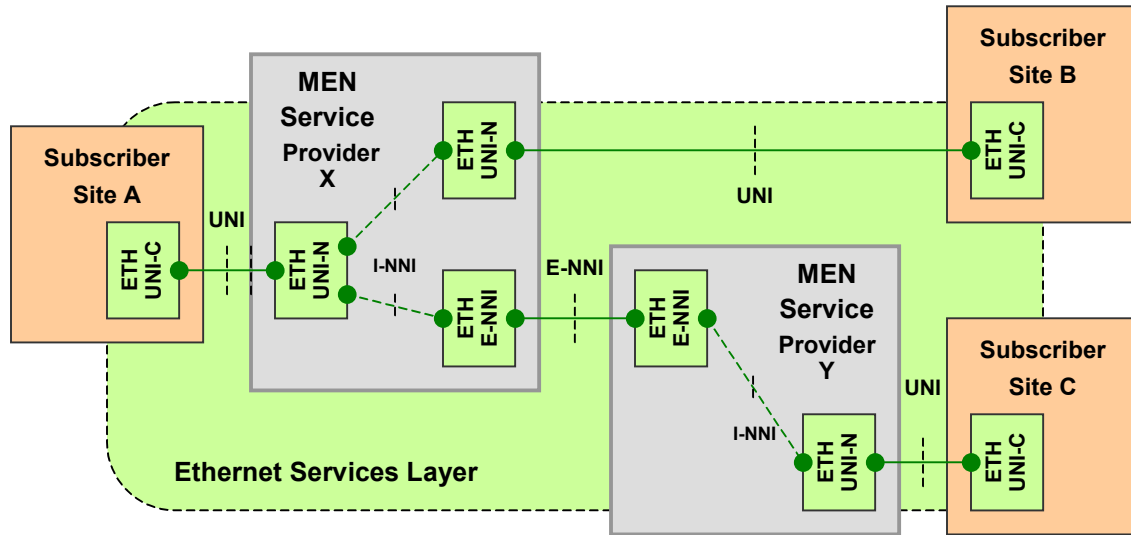 Subscriber
Site B
MEN
Service
Provider
X
ETH
UNI-N
ETH
UNI-C
UNI
Subscriber
Site A
UNI
ETH
UNI-C
ETH
UNI-N
I-NNI
ETH
E-NNI
E-NNI
ETH
E-NNI
MEN
Service
Provider
Y
I-NNI
ETH
UNI-N
UNI
Subscriber
Site C
ETH
UNI-C
Ethernet Services Layer